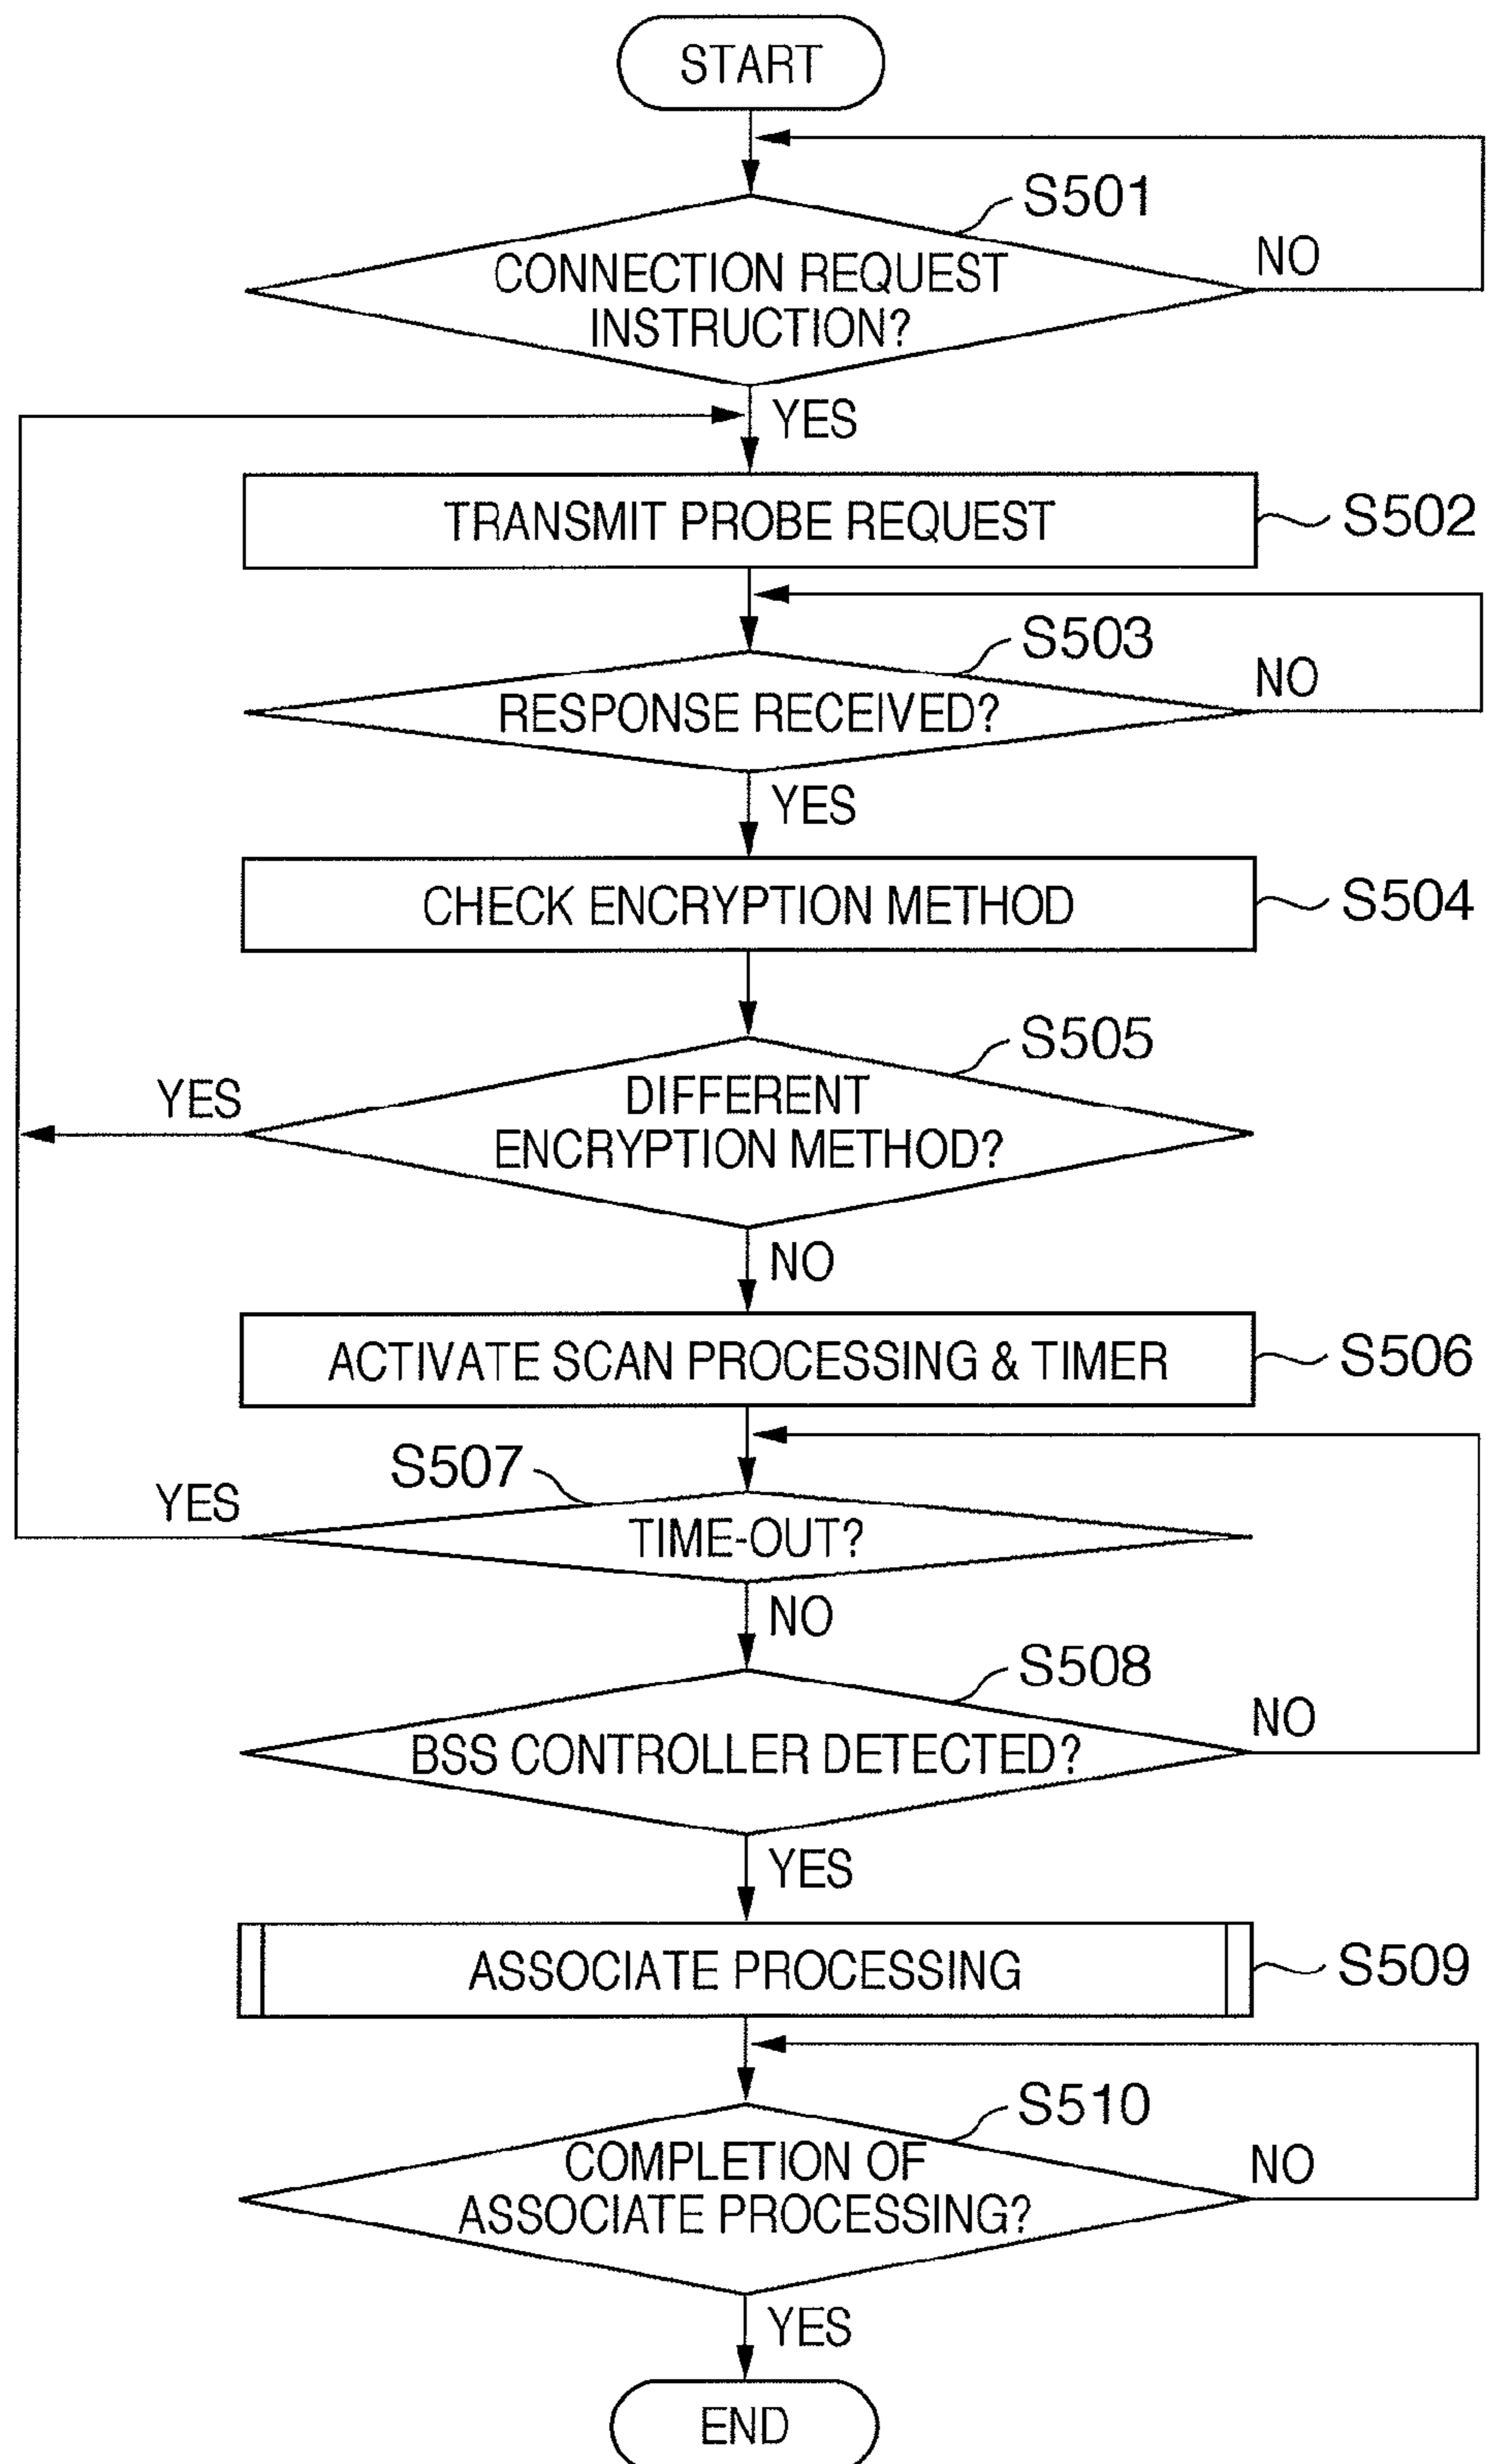 START
S501
CONNECTION REQUEST
INSTRUCTION?
NO
YES
TRANSMIT PROBE REQUEST
S502
S503
RESPONSE RECEIVED?
NO
YES
CHECK ENCRYPTION METHOD
S504
S505
DIFFERENT
ENCRYPTION METHOD?
YES
NO
ACTIVATE SCAN PROCESSING & TIMER
S506
S507
YES
TIME-OUT?
NO
S508
BSS CONTROLLER DETECTED?
NO
YES
ASSOCIATE PROCESSING
S509
S510
COMPLETION OF
ASSOCIATE PROCESSING?
NO
YES
END